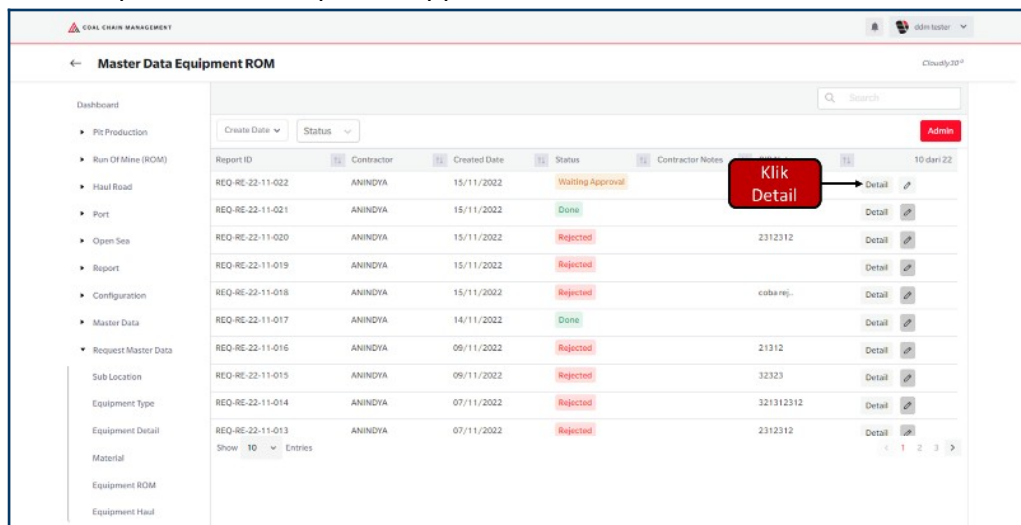 COAL CHAIN MANAGEMENT
ddm tester
← Master Data Equipment ROM
Search
Dashboard
Pit Production
Run Of Mine (ROM)
Haul Road
Port
Open Sea
Report
Configuration
Master Data
Request Master Data
Sub Location
Equipment Type
Equipment Detail
Material
Equipment ROM
Equipment Haul
Create Date Status
Admin
Report ID Contractor Created Date Status Contractor Notes 10 dari 22
Klik
Detail
REQ-RE-22-11-022 ANINDYA 15/11/2022 Waiting Approval Detail
REQ-RE-22-11-021 ANINDYA 15/11/2022 Done Detail
REQ-RE-22-11-020 ANINDYA 15/11/2022 Rejected 2312312 Detail
REQ-RE-22-11-019 ANINDYA 15/11/2022 Rejected Detail
REQ-RE-22-11-018 ANINDYA 15/11/2022 Rejected coba rej.. Detail
REQ-RE-22-11-017 ANINDYA 14/11/2022 Done Detail
REQ-RE-22-11-016 ANINDYA 09/11/2022 Rejected 21312 Detail
REQ-RE-22-11-015 ANINDYA 09/11/2022 Rejected 32323 Detail
REQ-RE-22-11-014 ANINDYA 07/11/2022 Rejected 321312312 Detail
REQ-RE-22-11-013 ANINDYA 07/11/2022 Rejected 2312312 Detail
Show 10 Entries
1 2 3